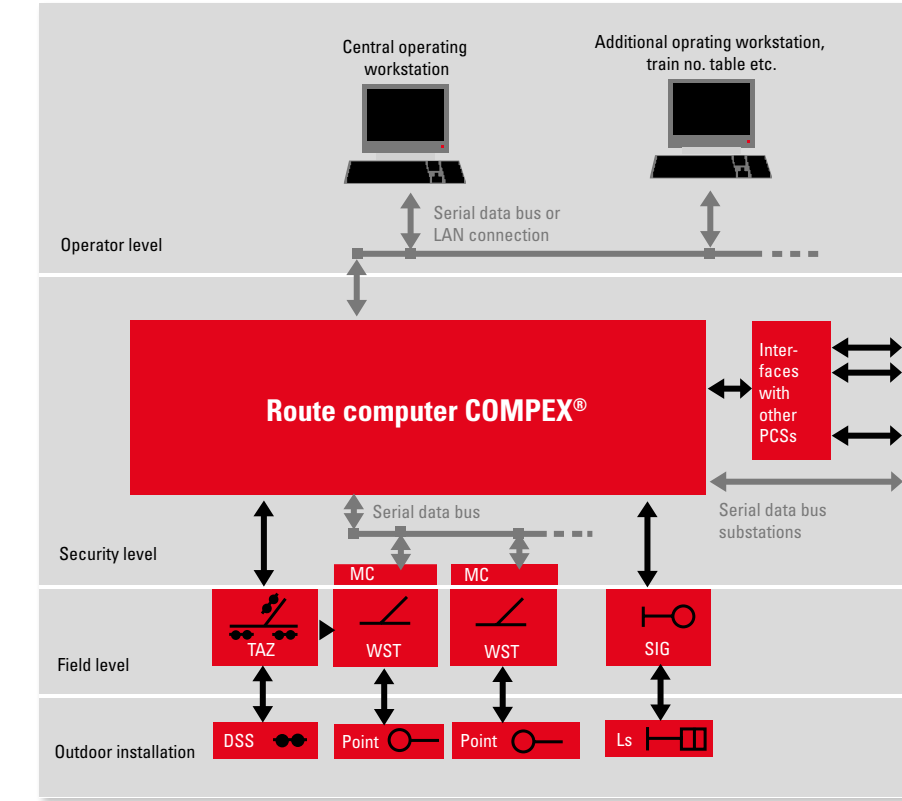 Central operating
workstation
Additional oprating workstation,
train no. table etc.
Serial data bus or
LAN connection
Operator level
Route computer COMPEX®
Inter-
faces
with
other
PCSs
Serial data bus
Serial data bus
substations
Security level
MC
MC
TAZ
WST
WST
SIG
Field level
DSS
Point
Point
Ls
Outdoor installation